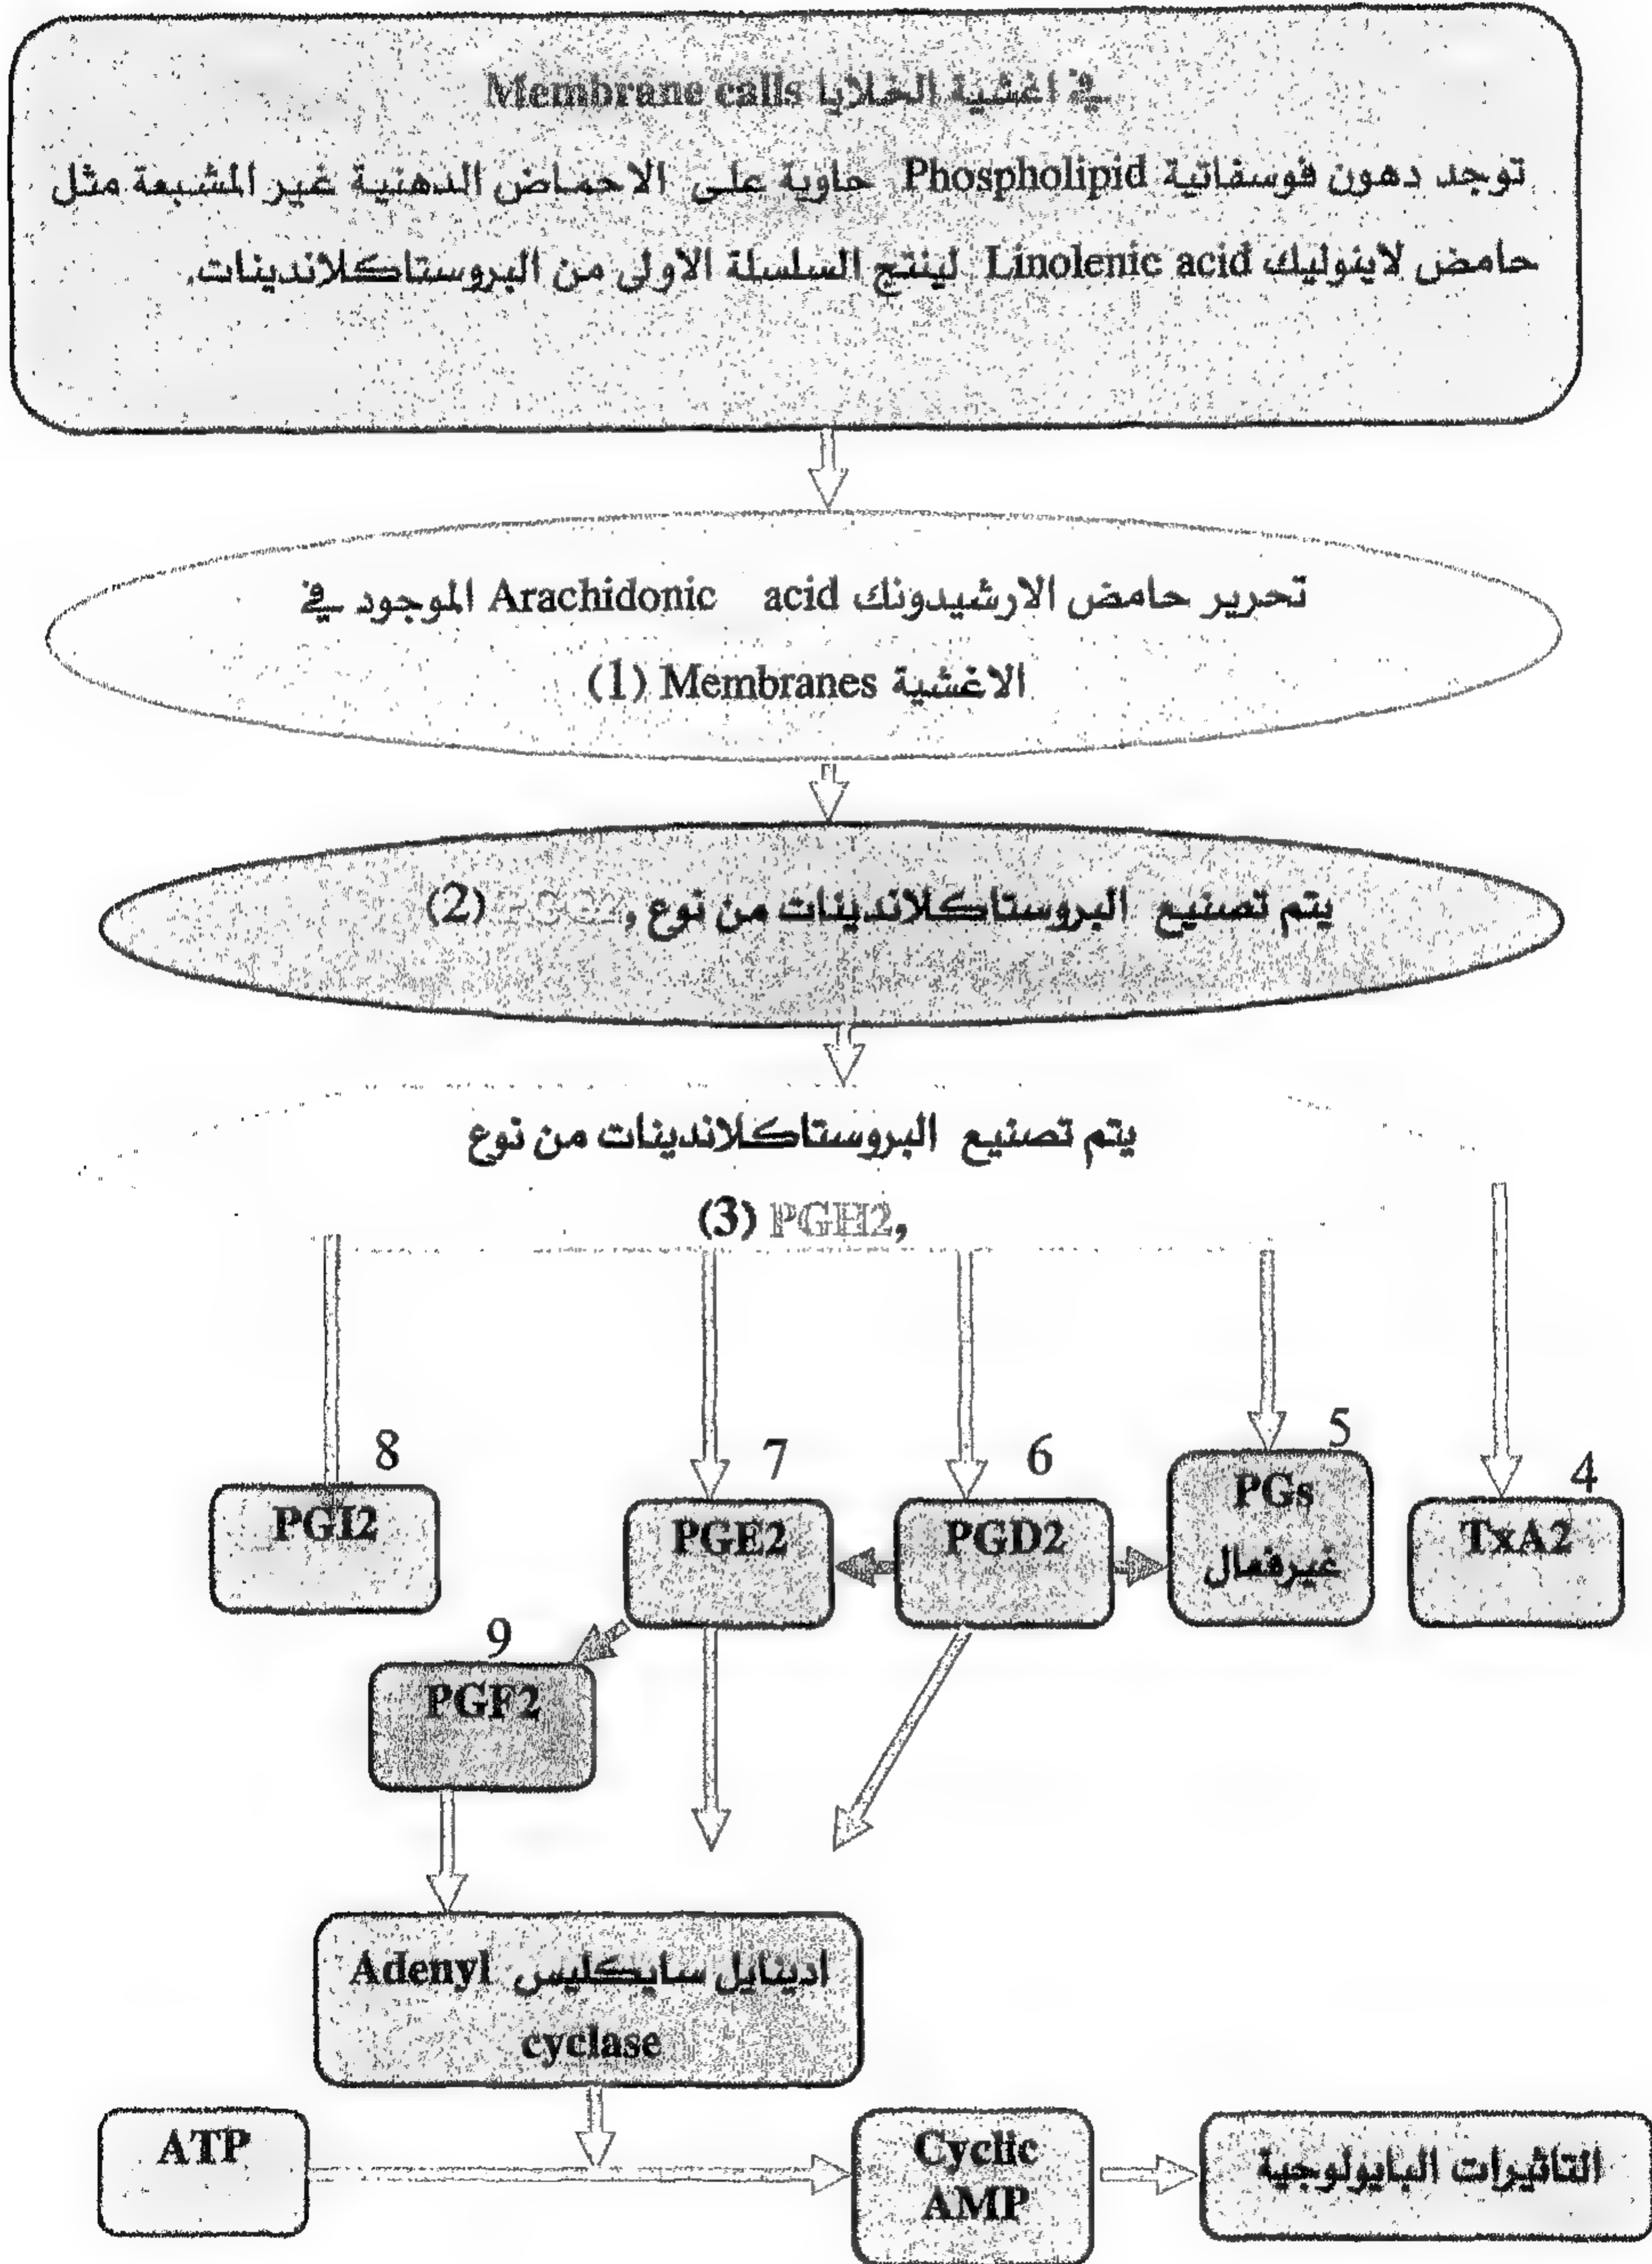 في اغشية الخلايا Membrane calls
توجد دهون فوسفاتية Phospholipid حاوية على الاحماض الدهنية غير المشبعة مثل
حامض لاينوليك Linolenic acid لينتج السلسلة الاولى من البروستاكلاندينات.
تحرير حامض الارشيدونك Arachidonic acid الموجود في
الاغشية Membranes (1)
يتم تصنيع البروستاكلاندينات من نوع , (2)
يتم تصنيع البروستاكلاندينات من نوع
,PGH2 (3)
8
7
6
5
4
PGI2
PGE2
PGD2
PGs
غيرفعال
TxA2
9
PGF2
ادينايل سايكليس Adenyl
cyclase
ATP
Cyclic
AMP
التاثيرات البايولوجية